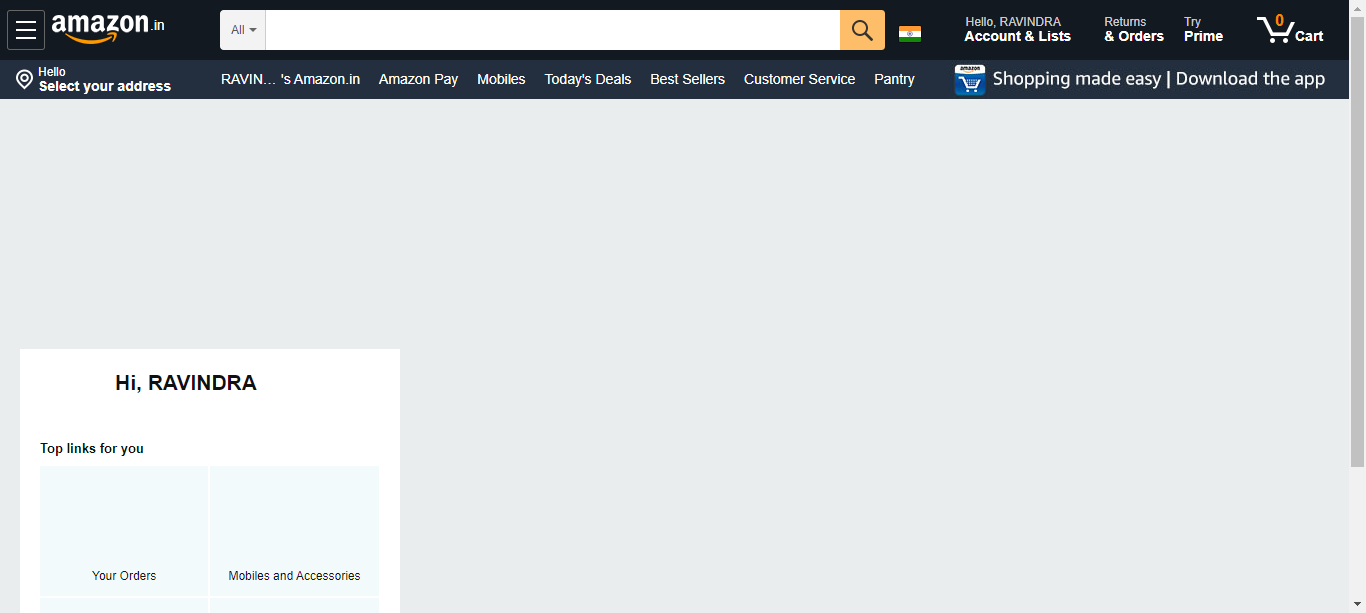 amazon.in
All
Hello, RAVINDRA
Account & Lists
Returns
& Orders
Try
Prime
0
Cart
Hello
Select your address
RAVIN... 's Amazon.in
Amazon Pay
Mobiles
Today's Deals
Best Sellers
Customer Service
Pantry
amazon
Shopping made easy | Download the app
Hi, RAVINDRA
Top links for you
Your Orders
Mobiles and Accessories